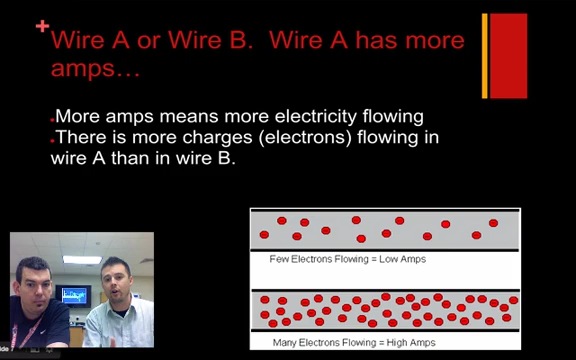 Wire A or Wire B. Wire A has more
amps…
More amps means more electricity flowing
There is more charges (electrons) flowing in
wire A than in wire B.
Few Electrons Flowing = Low Amps
Many Electrons Flowing = High Amps